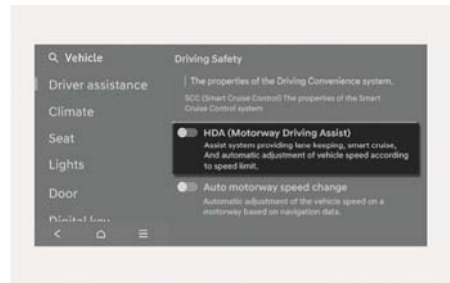 Vehicle
Driver assistance
Climate
Seat
Lights
Door
Digital key
Driving Safety
The properties of the Driving Convenience system.
SCC (Smart Cruise Control) The properties of the Smart
Cruise Control system
HDA (Motorway Driving Assist)
Assist system providing lane keeping, smart cruise,
And automatic adjustment of vehicle speed according
to speed limit.
Auto motorway speed change
Automatic adjustment of the vehicle speed on a
motorway based on navigation data.